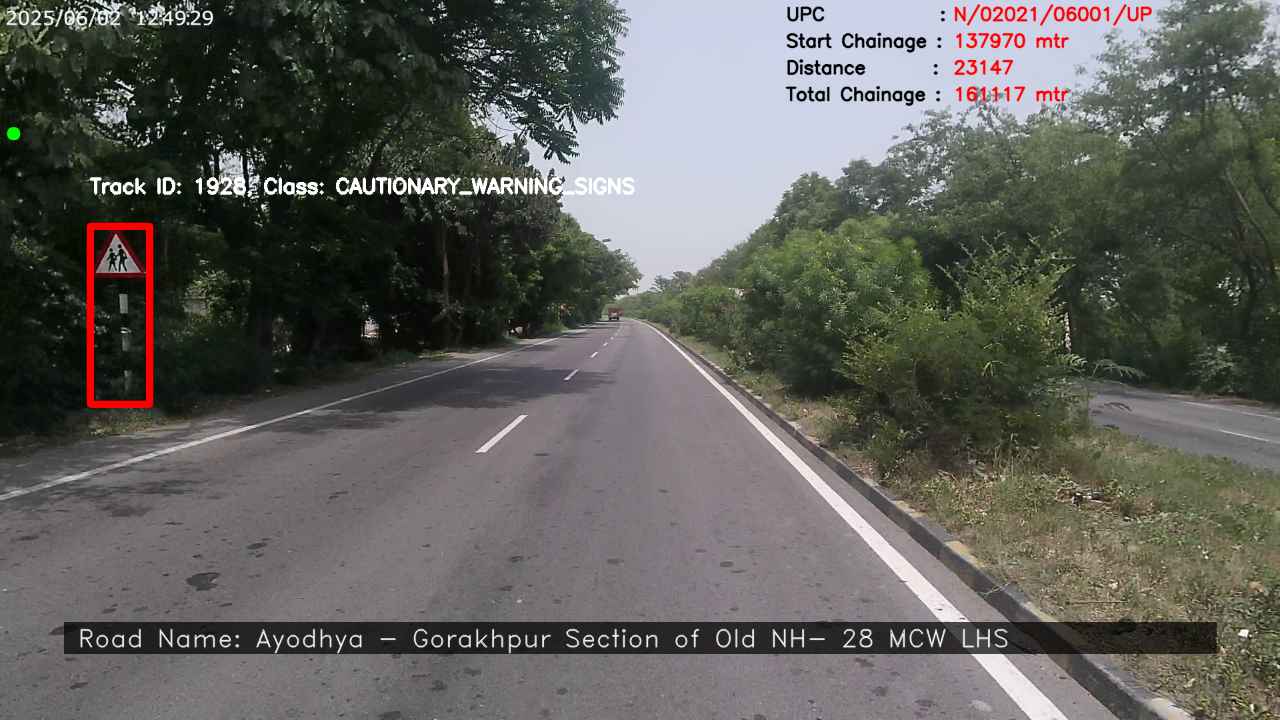 2025/06/02 12:49:29
UPC : N/02021/06001/UP
Start Chainage : 137970 mtr
Distance : 23147
Total Chainage : 161117 mtr
Track ID: 1928, Class: CAUTIONARY_WARNING_SIGNS
Road Name: Ayodhya - Gorakhpur Section of Old NH- 28 MCW LHS